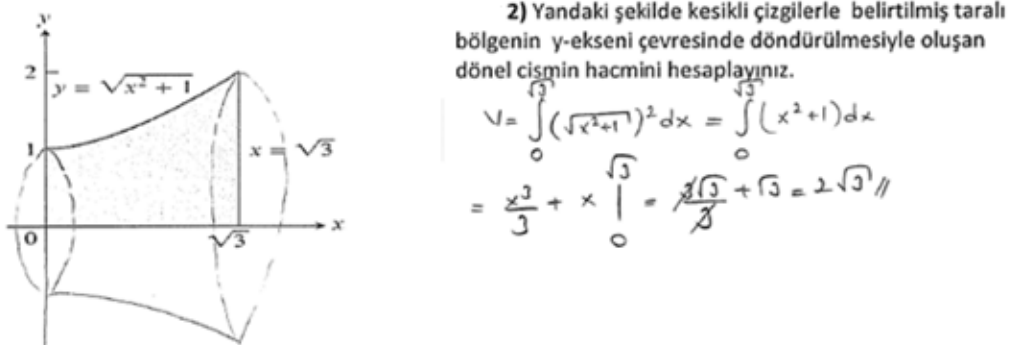 2) Yandaki şekilde kesikli çizgilerle belirtilmiş taralı
bölgenin y-ekseni çevresinde döndürülmesiyle oluşan
dönel cismin hacmini hesaplayınız.
V = ∫₀^√3 (√(x²+1))² dx = ∫₀^√3 (x²+1) dx
= x³/3 + x |₀^√3 = 3√3/3 + √3 = 2√3 //
y
2
y = √(x² + 1)
1
x = √3
0
√3
x